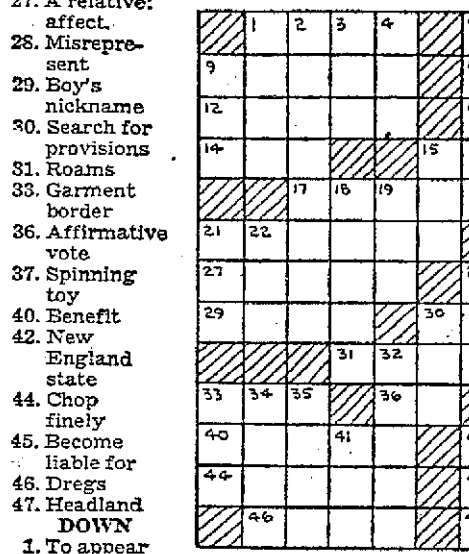 27. A relative:
affect.
28. Misrepre-
sent
29. Boy's
nickname
30. Search for
provisions
31. Roams
33. Garment
border
36. Affirmative
vote
37. Spinning
toy
40. Benefit
42. New
England
state
44. Chop
finely
45. Become
liable for
46. Dregs
47. Headland
DOWN
1. To appear
1 2 3 4
9
12
14 15
17 18 19
21 22
27
29 30
31 32
33 34 35 36
40 41
44
46